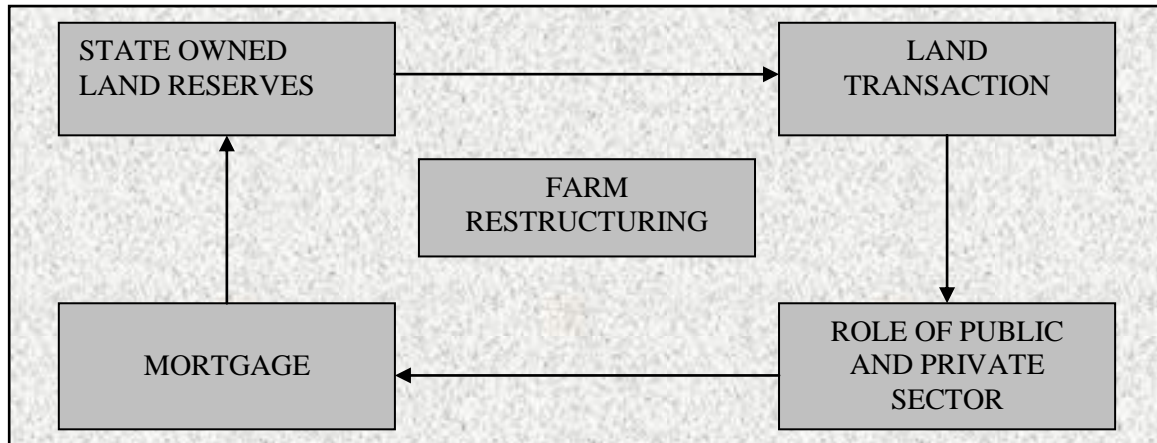 STATE OWNED
LAND RESERVES
LAND
TRANSACTION
FARM
RESTRUCTURING
MORTGAGE
ROLE OF PUBLIC
AND PRIVATE
SECTOR